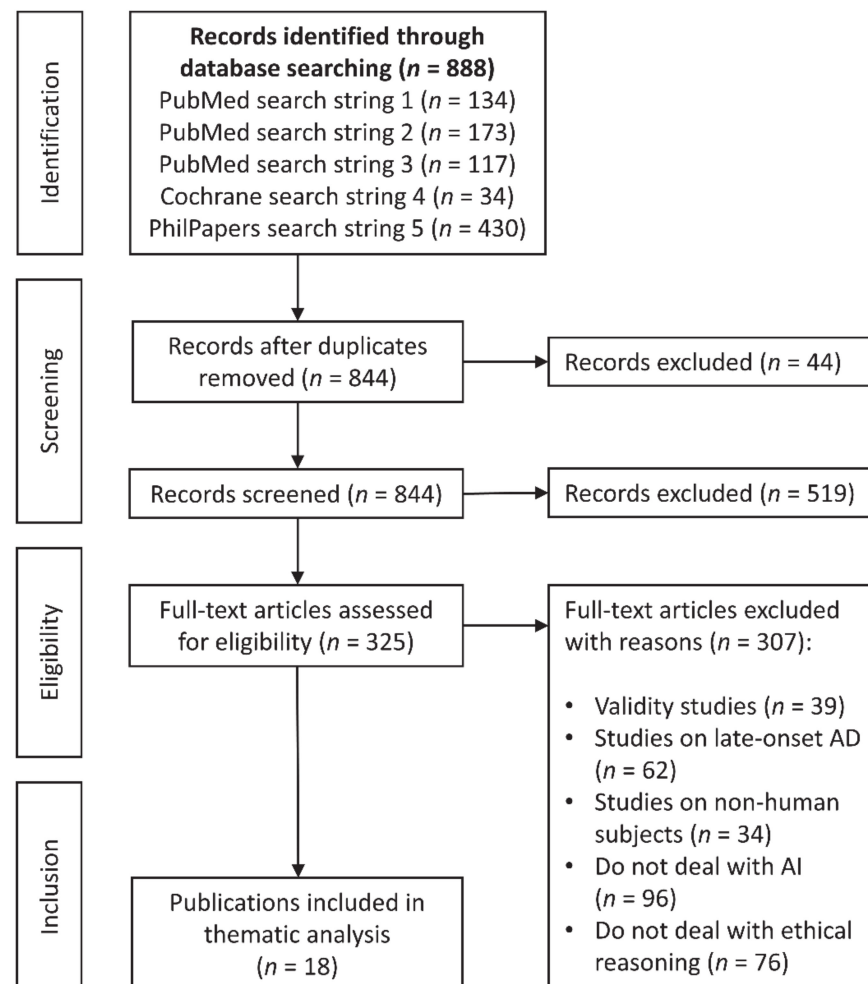 Identification
Records identified through
database searching (n = 888)
PubMed search string 1 (n = 134)
PubMed search string 2 (n = 173)
PubMed search string 3 (n = 117)
Cochrane search string 4 (n = 34)
PhilPapers search string 5 (n = 430)
Screening
Records after duplicates
removed (n = 844)
Records excluded (n = 44)
Records screened (n = 844)
Records excluded (n = 519)
Eligibility
Full-text articles assessed
for eligibility (n = 325)
Full-text articles excluded
with reasons (n = 307):
• Validity studies (n = 39)
• Studies on late-onset AD
(n = 62)
• Studies on non-human
subjects (n = 34)
• Do not deal with AI
(n = 96)
• Do not deal with ethical
reasoning (n = 76)
Inclusion
Publications included in
thematic analysis
(n = 18)